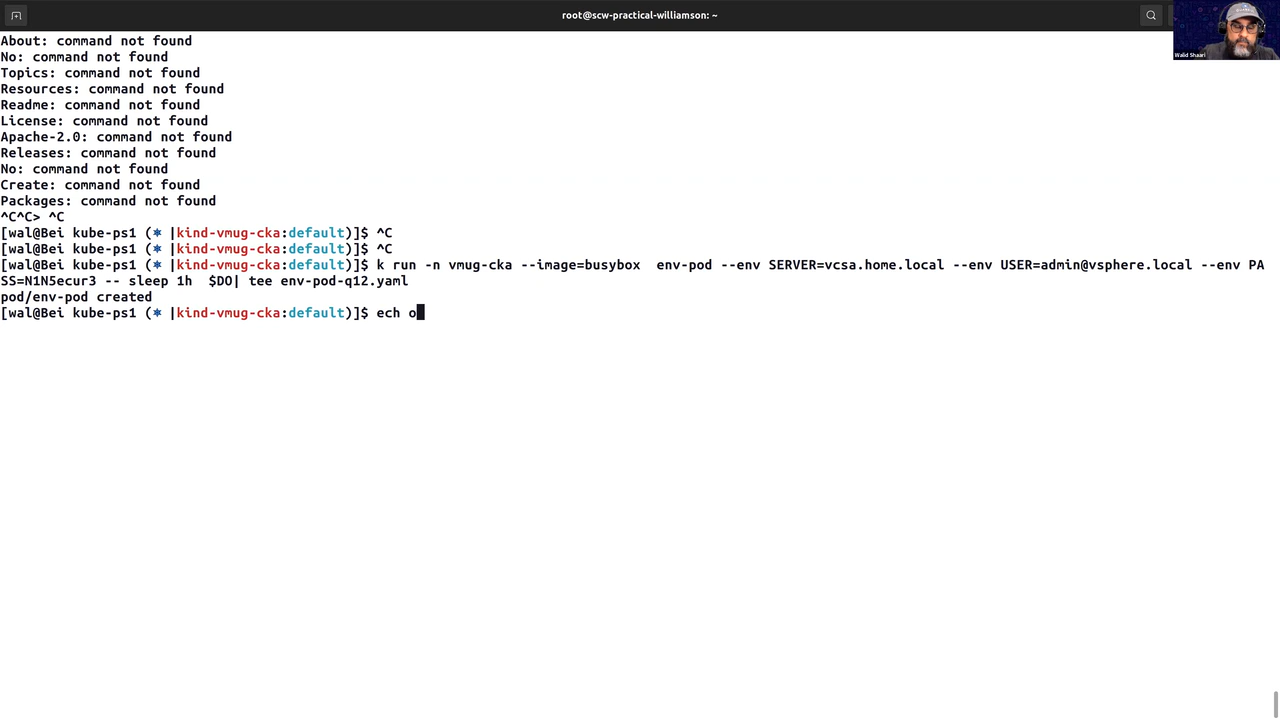 root@scw-practical-williamson: ~
Walid Shaari
About: command not found
No: command not found
Topics: command not found
Resources: command not found
Readme: command not found
License: command not found
Apache-2.0: command not found
Releases: command not found
No: command not found
Create: command not found
Packages: command not found
^C^C> ^C
[wal@Bei kube-ps1 (⎈ |kind-vmug-cka:default)]$ ^C
[wal@Bei kube-ps1 (⎈ |kind-vmug-cka:default)]$ ^C
[wal@Bei kube-ps1 (⎈ |kind-vmug-cka:default)]$ k run -n vmug-cka --image=busybox  env-pod --env SERVER=vcsa.home.local --env USER=admin@vsphere.local --env PA
SS=N1N5ecur3 -- sleep 1h  $DO| tee env-pod-q12.yaml
pod/env-pod created
[wal@Bei kube-ps1 (⎈ |kind-vmug-cka:default)]$ ech o